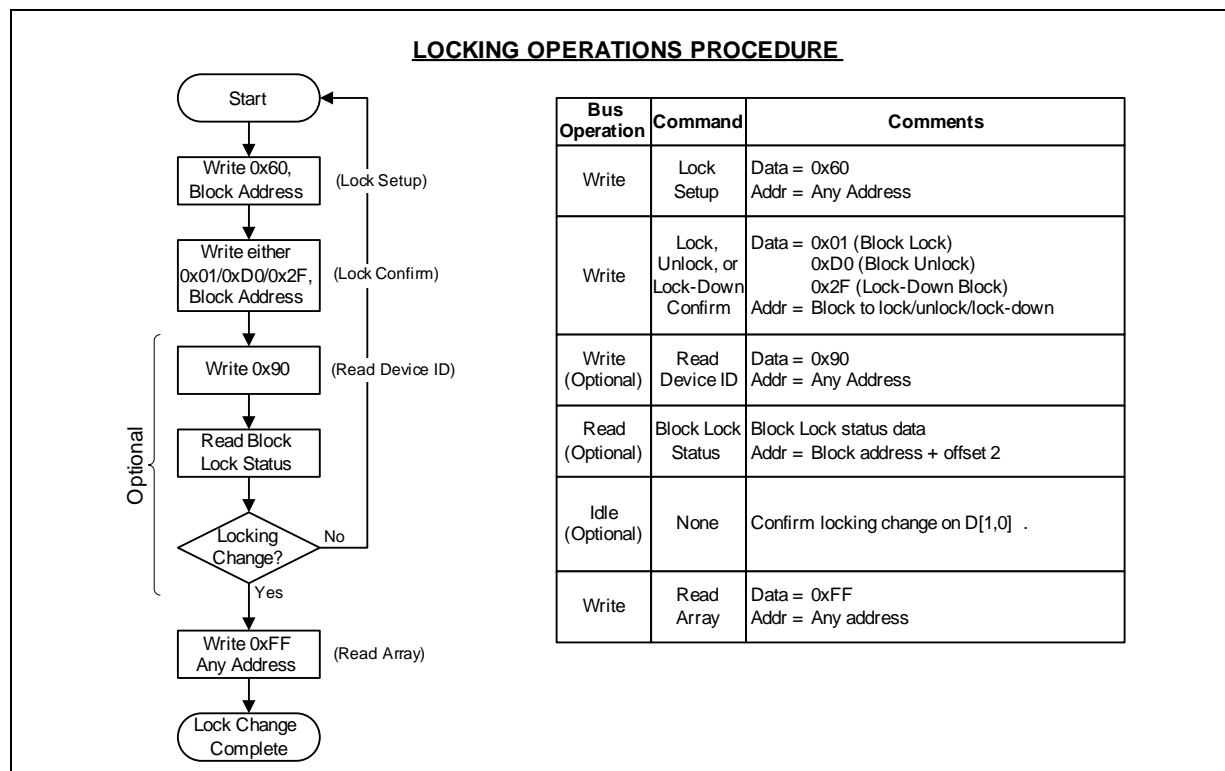 LOCKING OPERATIONS PROCEDURE
Start
Write 0x60,
Block Address
(Lock Setup)
Write either
0x01/0xD0/0x2F,
Block Address
(Lock Confirm)
Optional
Write 0x90
(Read Device ID)
Read Block
Lock Status
Locking
Change?
No
Yes
Write 0xFF
Any Address
(Read Array)
Lock Change
Complete
Bus
Operation
Command
Comments
Write
Lock
Setup
Data = 0x60
Addr = Any Address
Write
Lock,
Unlock, or
Lock-Down
Confirm
Data = 0x01 (Block Lock)
0xD0 (Block Unlock)
0x2F (Lock-Down Block)
Addr = Block to lock/unlock/lock-down
Write
(Optional)
Read
Device ID
Data = 0x90
Addr = Any Address
Read
(Optional)
Block Lock
Status
Block Lock status data
Addr = Block address + offset 2
Idle
(Optional)
None
Confirm locking change on D[1,0] .
Write
Read
Array
Data = 0xFF
Addr = Any address